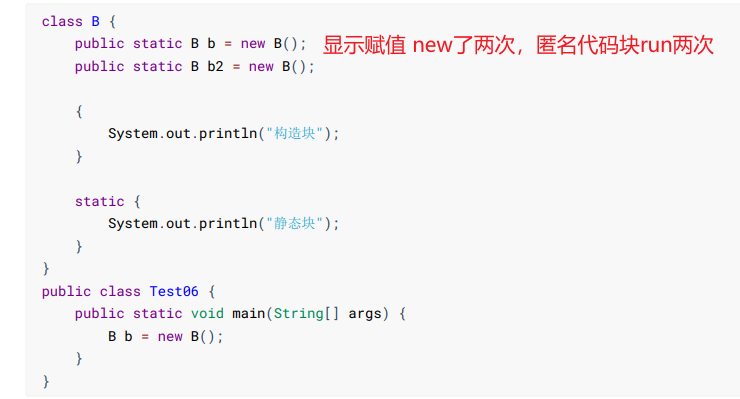 class B {
    public static B b = new B();  显示赋值 new了两次，匿名代码块run两次
    public static B b2 = new B();
    {
        System.out.println("构造块");
    }
    static {
        System.out.println("静态块");
    }
}
public class Test06 {
    public static void main(String[] args) {
        B b = new B();
    }
}